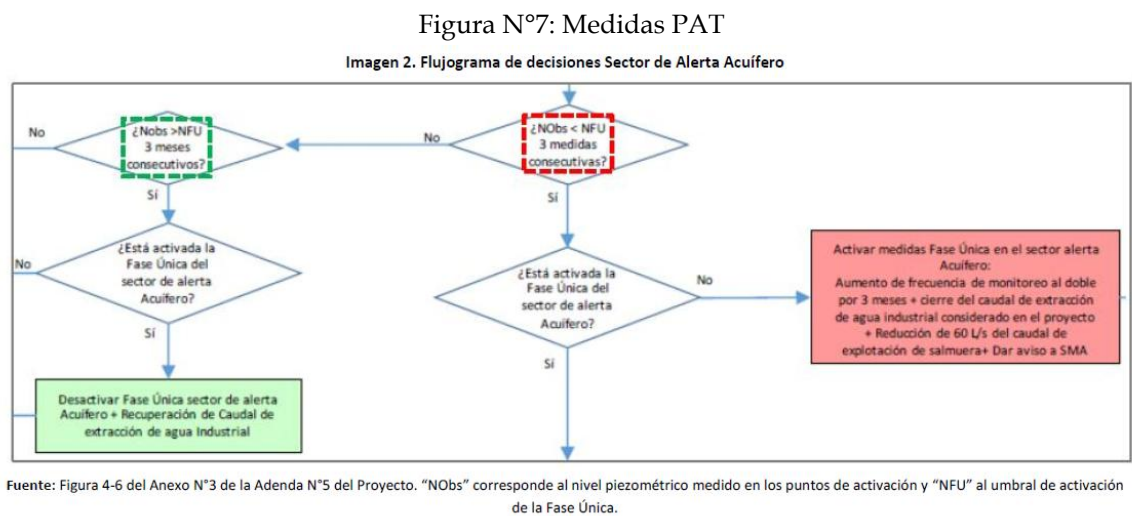 Figura N°7: Medidas PAT
Imagen 2. Flujograma de decisiones Sector de Alerta Acuífero
No
¿Nobs >NFU
3 meses
consecutivos?
No
¿NObs < NFU
3 medidas
consecutivas?
Sí
Sí
No
¿Está activada la
Fase Única del
sector de alerta
Acuífero?
¿Está activada la
Fase Única del
sector de alerta
Acuífero?
No
Activar medidas Fase Única en el sector alerta
Acuífero:
Aumento de frecuencia de monitoreo al doble
por 3 meses + cierre del caudal de extracción
de agua industrial considerado en el proyecto
+ Reducción de 60 L/s del caudal de
explotación de salmuera+ Dar aviso a SMA
Sí
Sí
Desactivar Fase Única sector de alerta
Acuífero + Recuperación de Caudal de
extracción de agua Industrial
Fuente: Figura 4-6 del Anexo N°3 de la Adenda N°5 del Proyecto. “NObs” corresponde al nivel piezométrico medido en los puntos de activación y “NFU” al umbral de activación
de la Fase Única.